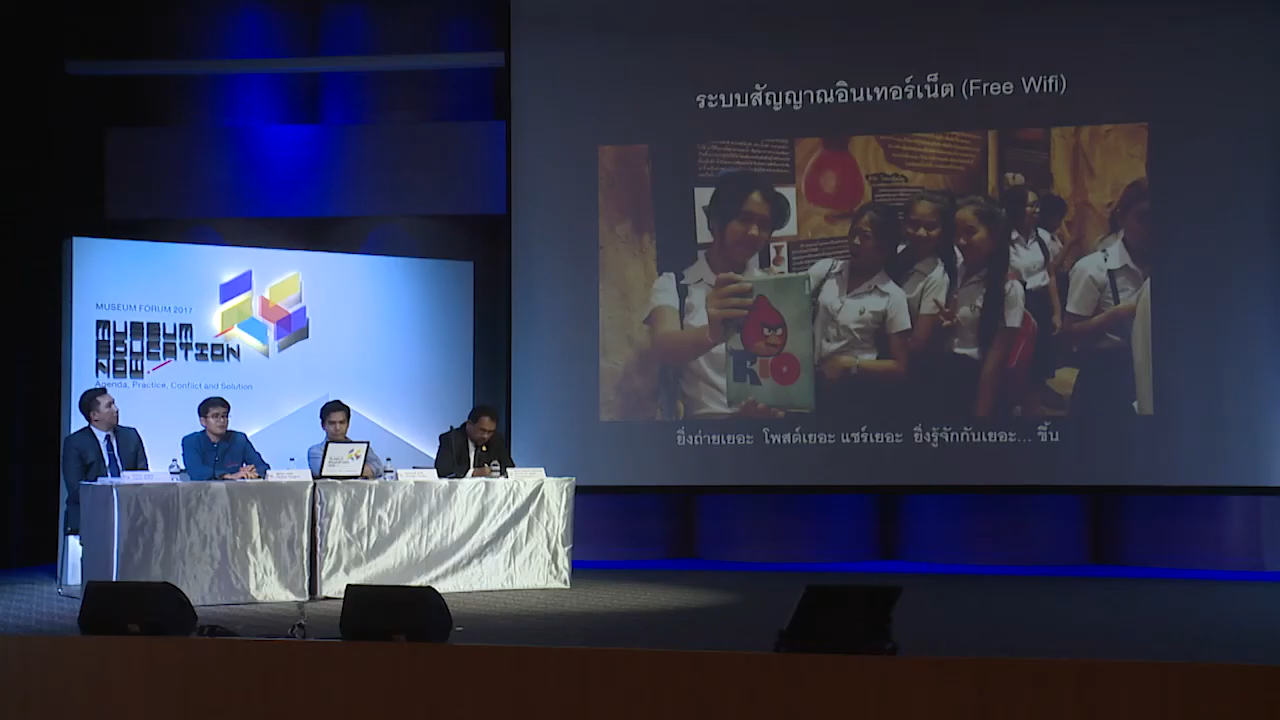 ระบบสัญญาณอินเทอร์เน็ต (Free Wifi)
RIO
ยิ่งถ่ายเยอะ โพสต์เยอะ แชร์เยอะ ยิ่งรู้จักกันเยอะ... ขึ้น
MUSEUM FORUM 2017
MUSEUM
EDUCATION
NOW
Agenda, Practice, Conflict and Solution